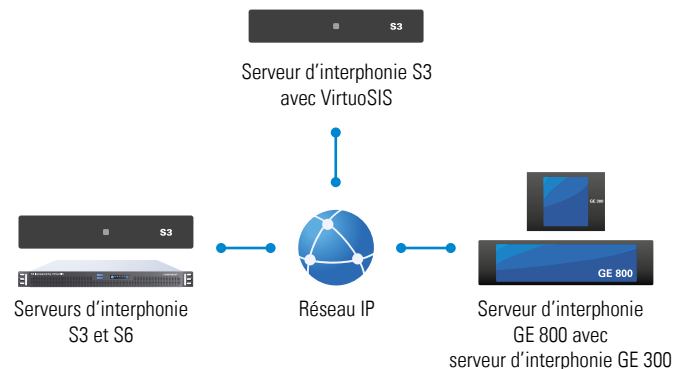 S3
Serveur d'interphonie S3
avec VirtuoSIS
S3
Serveurs d'interphonie
S3 et S6
Réseau IP
GE 300
GE 800
Serveur d'interphonie
GE 800 avec
serveur d'interphonie GE 300